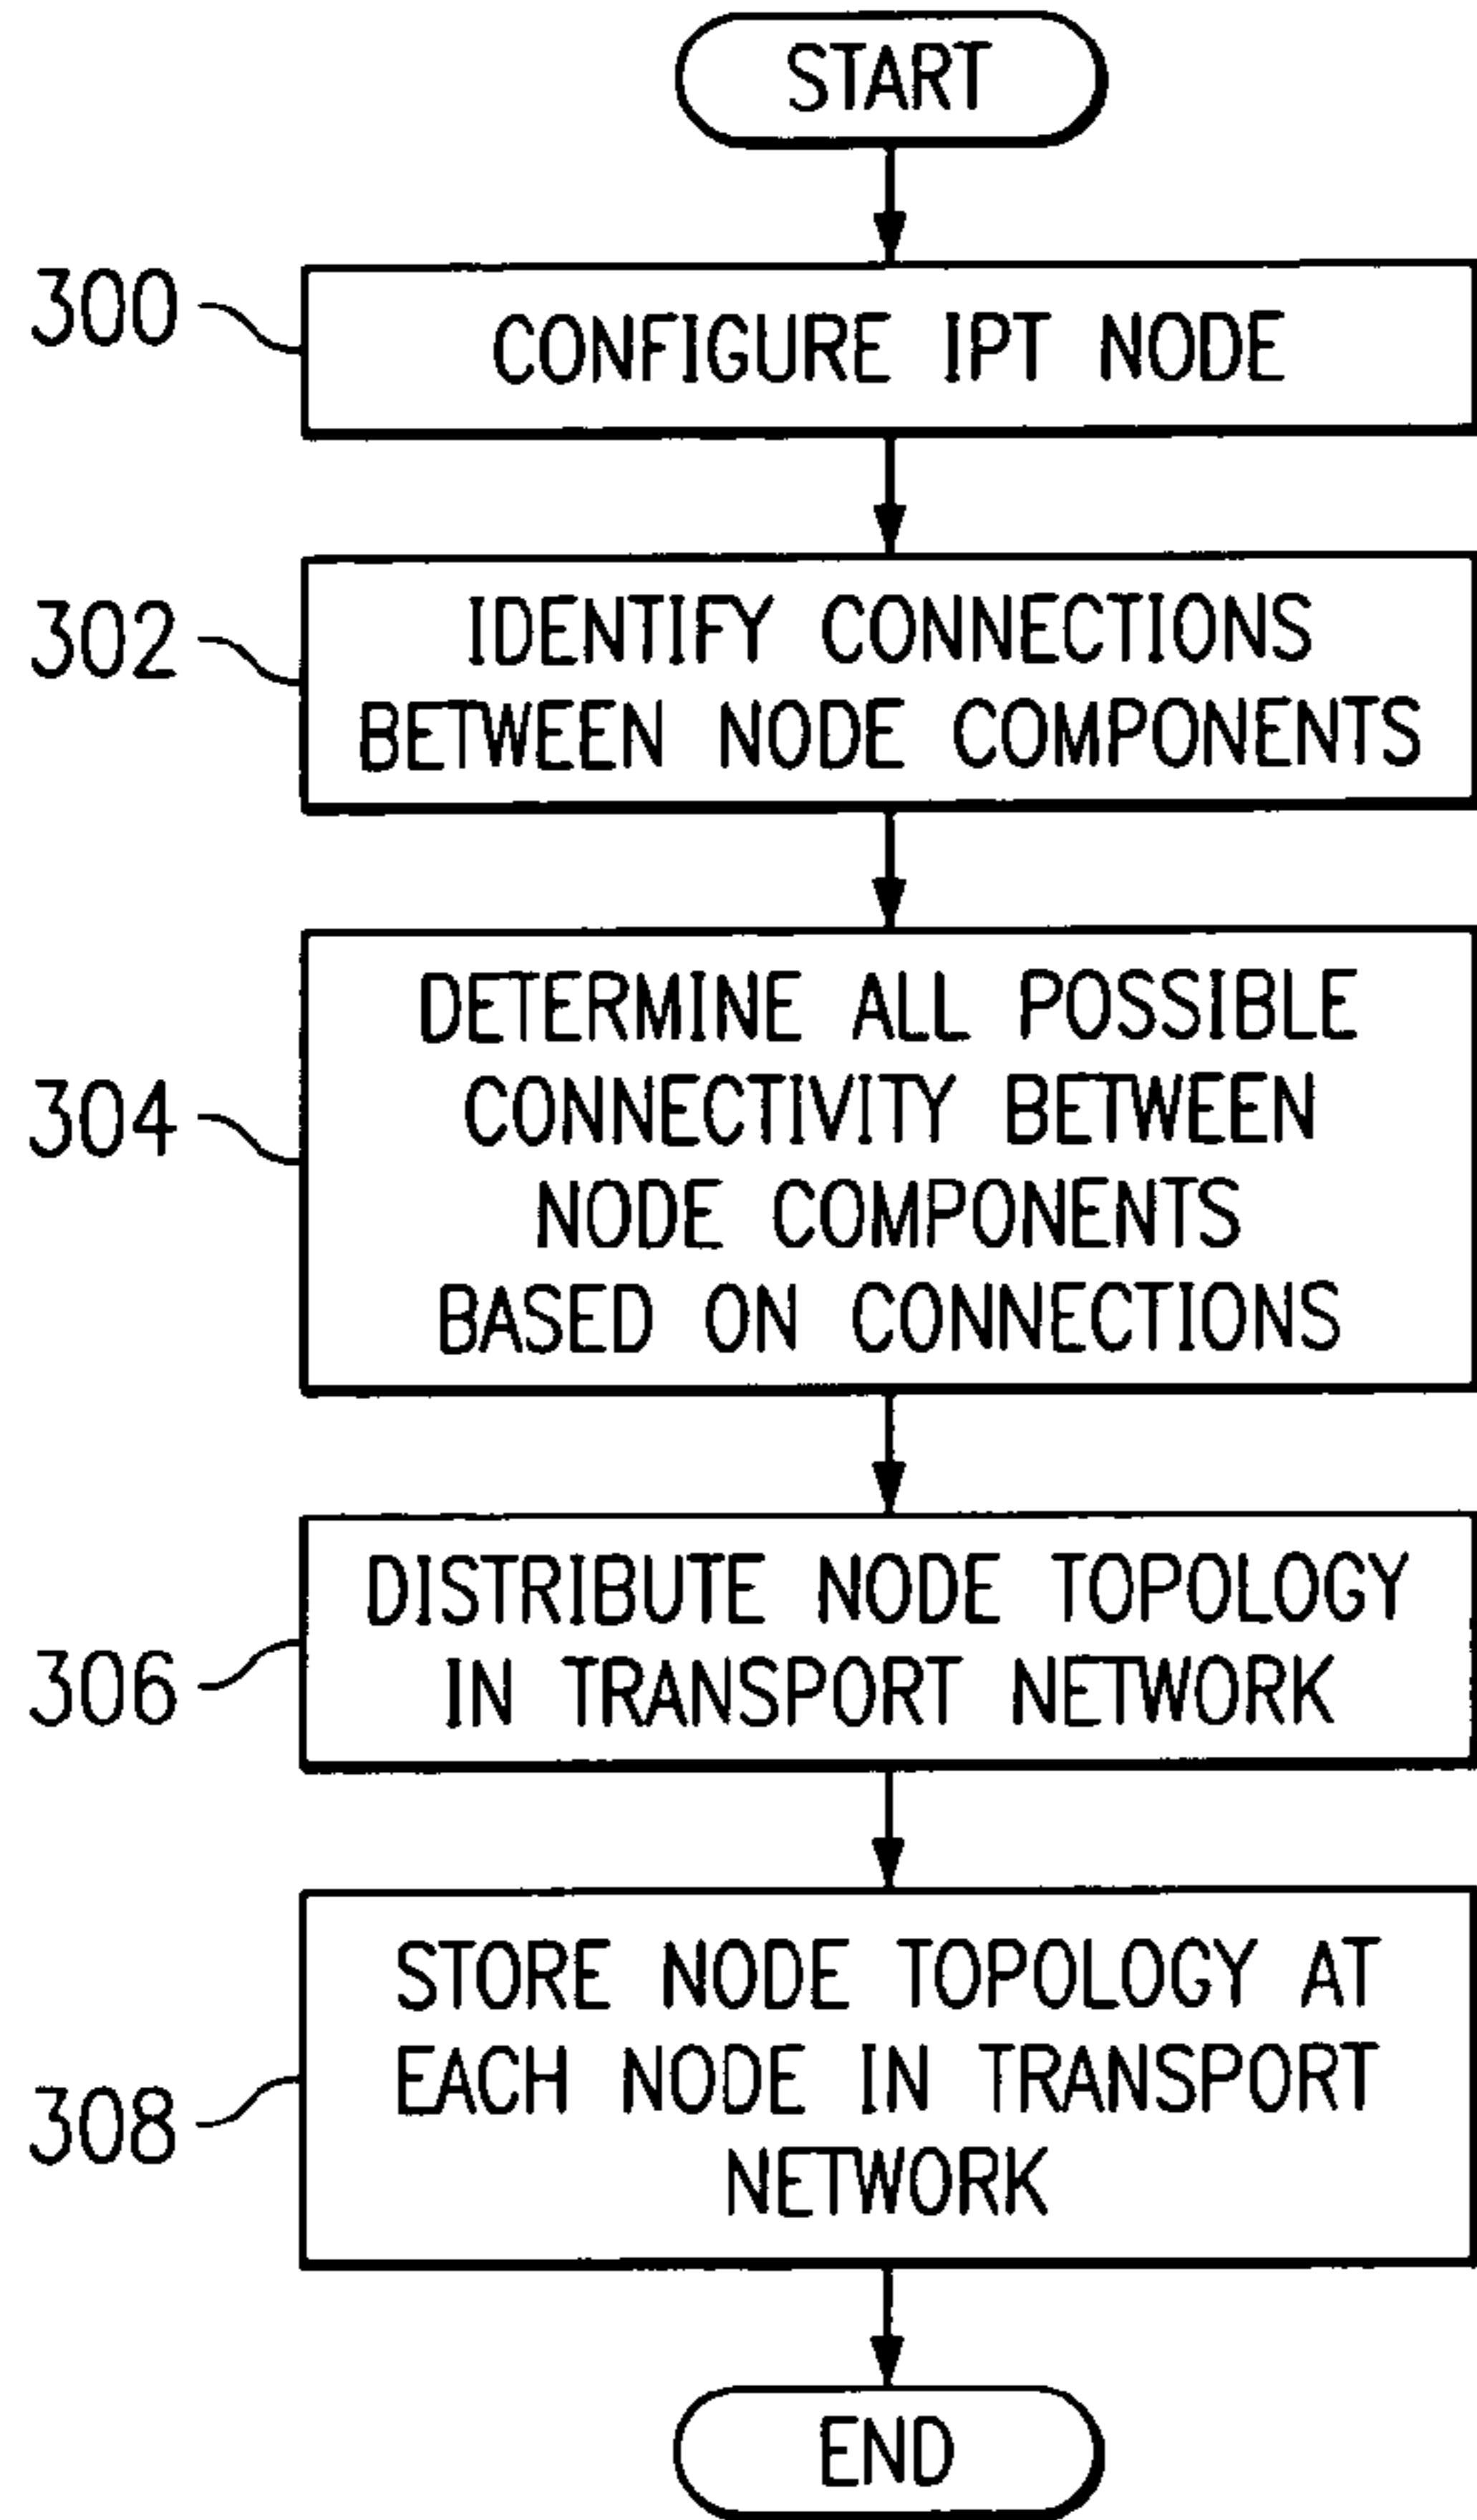 START
300
CONFIGURE IPT NODE
302
IDENTIFY CONNECTIONS
BETWEEN NODE COMPONENTS
304
DETERMINE ALL POSSIBLE
CONNECTIVITY BETWEEN
NODE COMPONENTS
BASED ON CONNECTIONS
306
DISTRIBUTE NODE TOPOLOGY
IN TRANSPORT NETWORK
308
STORE NODE TOPOLOGY AT
EACH NODE IN TRANSPORT
NETWORK
END